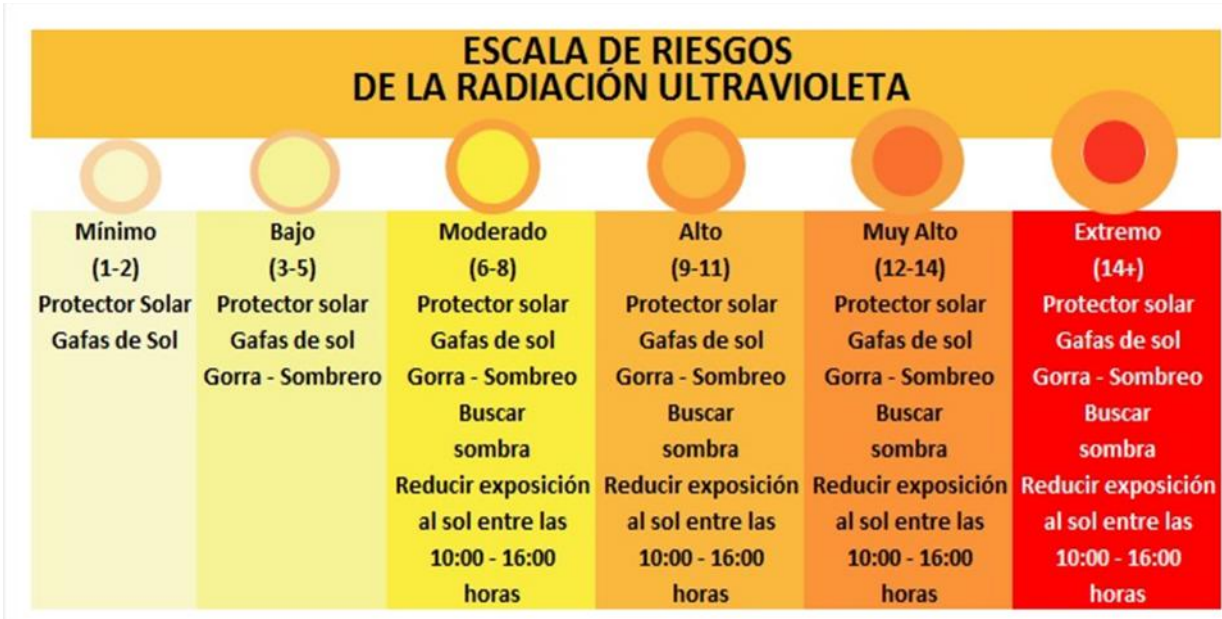 ESCALA DE RIESGOS
DE LA RADIACIÓN ULTRAVIOLETA
Mínimo
(1-2)
Protector Solar
Gafas de Sol
Bajo
(3-5)
Protector solar
Gafas de sol
Gorra - Sombrero
Moderado
(6-8)
Protector solar
Gafas de sol
Gorra - Sombreo
Buscar
sombra
Reducir exposición
al sol entre las
10:00 - 16:00
horas
Alto
(9-11)
Protector solar
Gafas de sol
Gorra - Sombreo
Buscar
sombra
Reducir exposición
al sol entre las
10:00 - 16:00
horas
Muy Alto
(12-14)
Protector solar
Gafas de sol
Gorra - Sombreo
Buscar
sombra
Reducir exposición
al sol entre las
10:00 - 16:00
horas
Extremo
(14+)
Protector solar
Gafas de sol
Gorra - Sombreo
Buscar
sombra
Reducir exposición
al sol entre las
10:00 - 16:00
horas